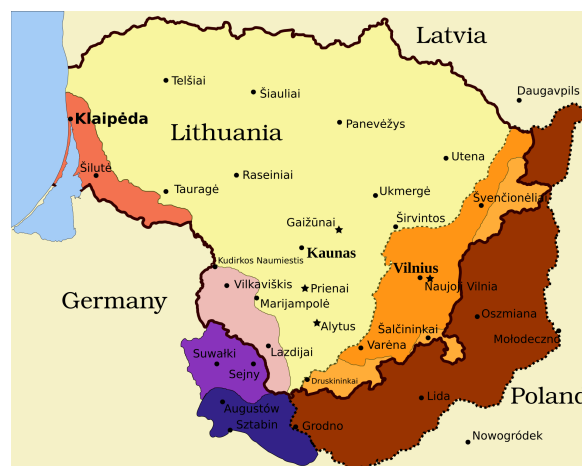 Latvia
Telšiai
Daugavpils
Šiauliai
Klaipėda
Panevėžys
Lithuania
Utena
Šilutė
Raseiniai
Tauragė
Ukmergė
Švenčionėliai
Gaižūnai
Širvintos
Kaunas
Kudirkos Naumiestis
Vilnius
Vilkaviškis
Prienai
Naujoji Vilnia
Germany
Marijampolė
Oszmiana
Alytus
Šalčininkai
Mołodeczno
Suwałki
Lazdijai
Varėna
Sejny
Druskininkai
Augustów
Lida
Poland
Sztabin
Grodno
Nowogródek